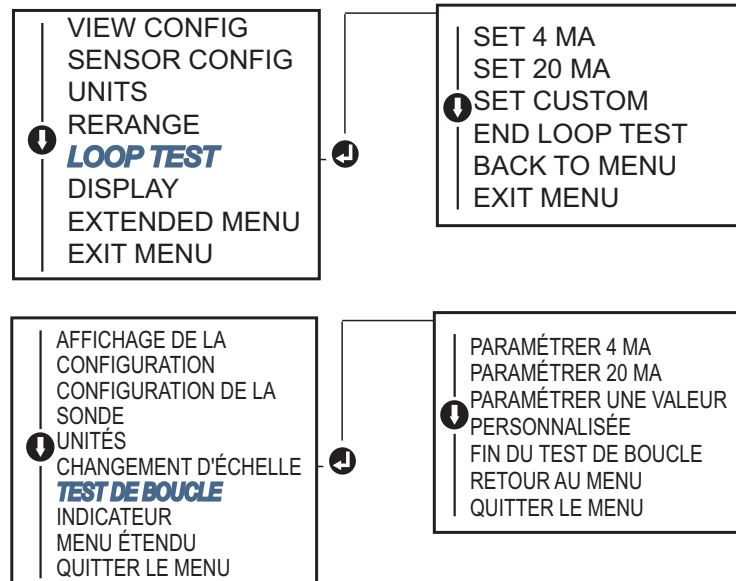 VIEW CONFIG
SENSOR CONFIG
UNITS
RERANGE
LOOP TEST
DISPLAY
EXTENDED MENU
EXIT MENU
SET 4 MA
SET 20 MA
SET CUSTOM
END LOOP TEST
BACK TO MENU
EXIT MENU
AFFICHAGE DE LA
CONFIGURATION
CONFIGURATION DE LA
SONDE
UNITÉS
CHANGEMENT D'ÉCHELLE
TEST DE BOUCLE
INDICATEUR
MENU ÉTENDU
QUITTER LE MENU
PARAMÉTRER 4 MA
PARAMÉTRER 20 MA
PARAMÉTRER UNE VALEUR
PERSONNALISÉE
FIN DU TEST DE BOUCLE
RETOUR AU MENU
QUITTER LE MENU